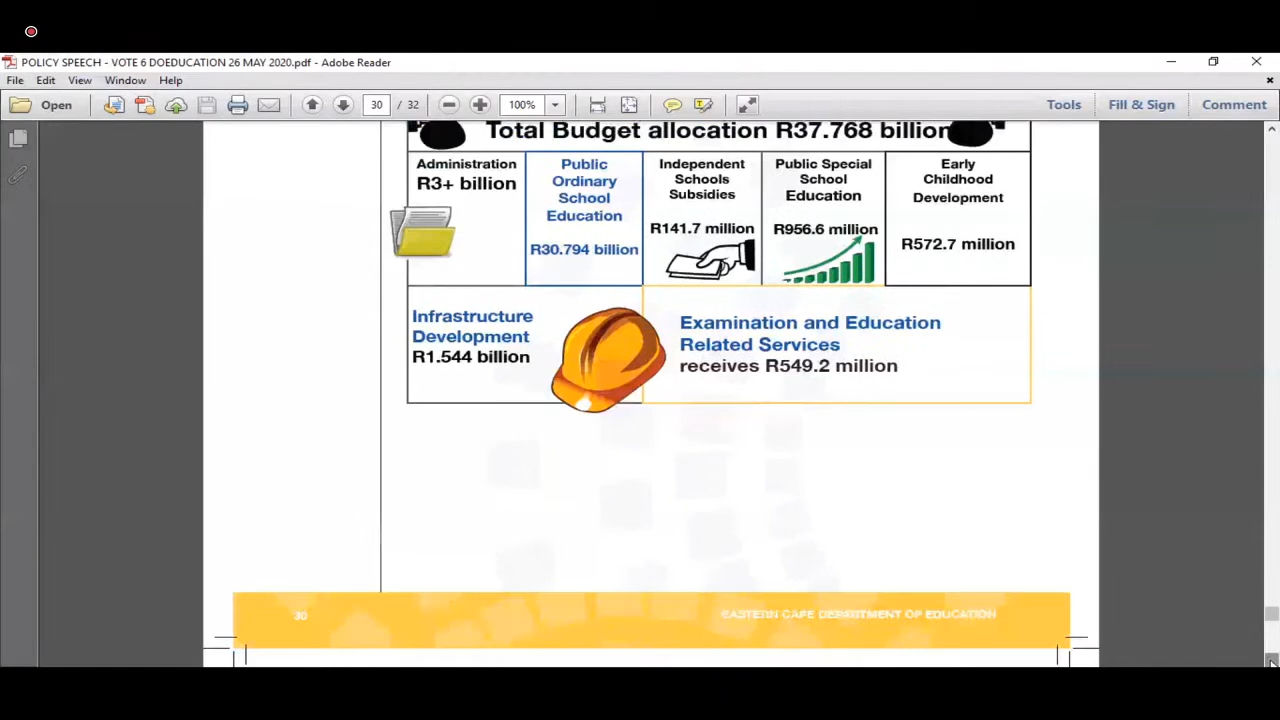 POLICY SPEECH - VOTE 6 DOEDUCATION 26 MAY 2020.pdf - Adobe Reader
File Edit View Window Help
Open 30 / 32 100% Tools Fill & Sign Comment
Total Budget allocation R37.768 billion
Administration
R3+ billion
Public
Ordinary
School
Education
R30.794 billion
Independent
Schools
Subsidies
R141.7 million
Public Special
School
Education
R956.6 million
Early
Childhood
Development
R572.7 million
Infrastructure
Development
R1.544 billion
Examination and Education
Related Services
receives R549.2 million
30 EASTERN CAPE DEPARTMENT OF EDUCATION